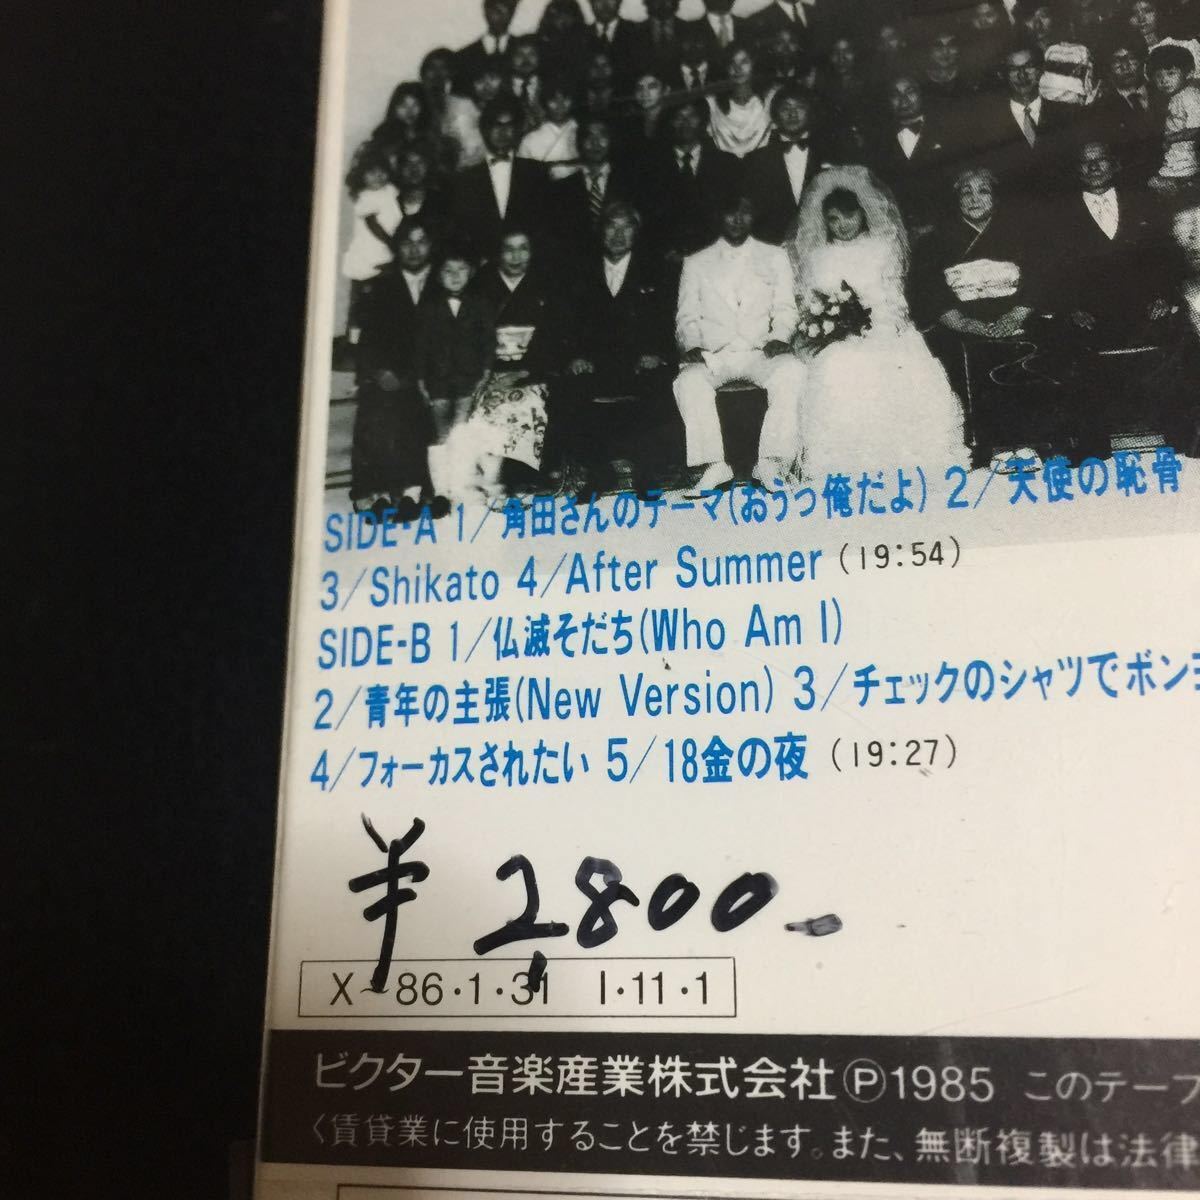 SIDE-A 1/角田さんのテーマ(おうっ俺だよ) 2/天使の恥骨
3/Shikato 4/After Summer (19:54)
SIDE-B 1/仏滅そだち(Who Am I)
2/青年の主張(New Version) 3/チェックのシャツでボン
4/フォーカスされたい 5/18金の夜 (19:27)
¥2,800-
X~86・1・31 I・11・1
ビクター音楽産業株式会社Ⓟ1985 このテープ
く賃貸業に使用することを禁じます。また、無断複製は法律